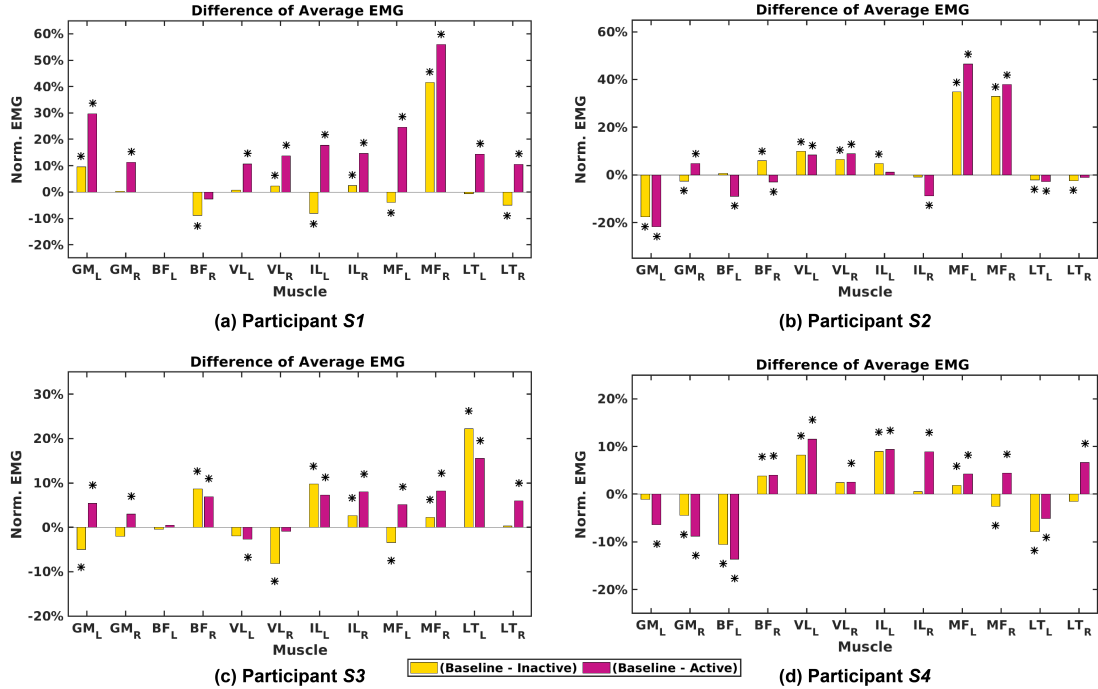 Difference of Average EMG
60%
50%
40%
30%
20%
10%
0%
-10%
-20%
Norm. EMG
GM_L GM_R BF_L BF_R VL_L VL_R IL_L IL_R MF_L MF_R LT_L LT_R
Muscle
(a) Participant S1
Difference of Average EMG
60%
40%
20%
0%
-20%
Norm. EMG
GM_L GM_R BF_L BF_R VL_L VL_R IL_L IL_R MF_L MF_R LT_L LT_R
Muscle
(b) Participant S2
Difference of Average EMG
30%
20%
10%
0%
-10%
-20%
Norm. EMG
GM_L GM_R BF_L BF_R VL_L VL_R IL_L IL_R MF_L MF_R LT_L LT_R
Muscle
(c) Participant S3
Difference of Average EMG
20%
10%
0%
-10%
-20%
Norm. EMG
GM_L GM_R BF_L BF_R VL_L VL_R IL_L IL_R MF_L MF_R LT_L LT_R
Muscle
(d) Participant S4
(Baseline - Inactive) (Baseline - Active)